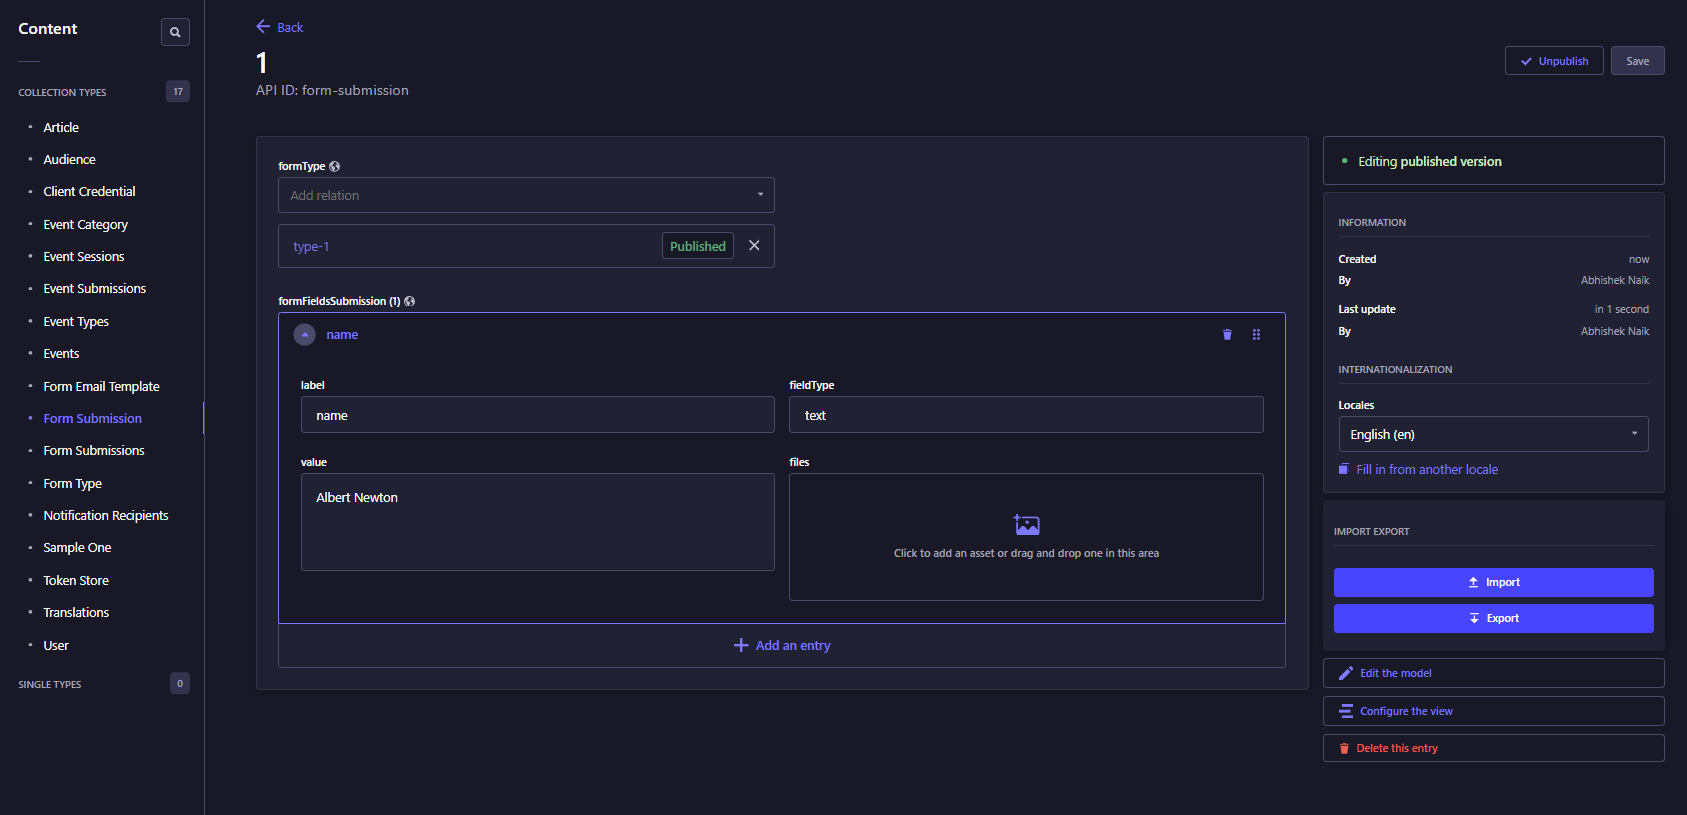 Content
COLLECTION TYPES 17
Article
Audience
Client Credential
Event Category
Event Sessions
Event Submissions
Event Types
Events
Form Email Template
Form Submission
Form Submissions
Form Type
Notification Recipients
Sample One
Token Store
Translations
User
SINGLE TYPES 0
Back
1
API ID: form-submission
Unpublish
Save
formType
Add relation
type-1 Published
formFieldsSubmission (1)
name
label
name
fieldType
text
value
Albert Newton
files
Click to add an asset or drag and drop one in this area
Add an entry
Editing published version
INFORMATION
Created now
By Abhishek Naik
Last update in 1 second
By Abhishek Naik
INTERNATIONALIZATION
Locales
English (en)
Fill in from another locale
IMPORT EXPORT
Import
Export
Edit the model
Configure the view
Delete this entry